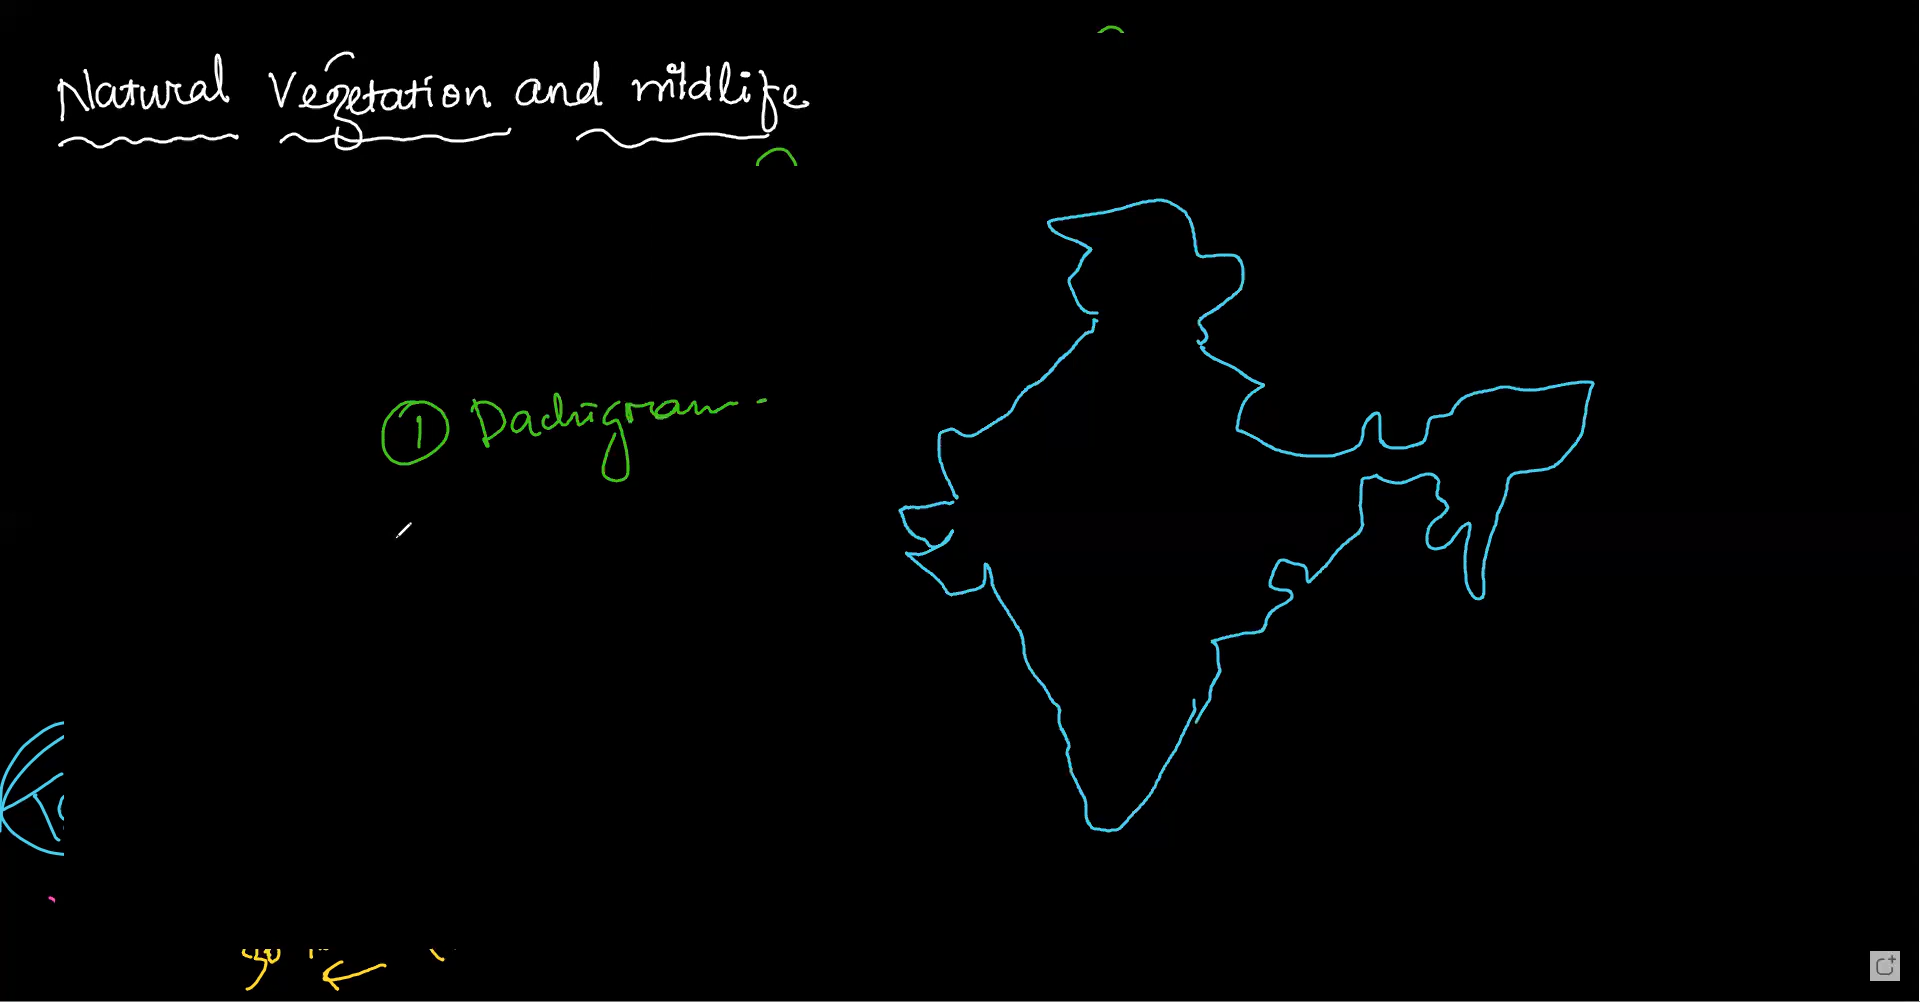 Natural Vegetation and wildlife
① Dachigram.